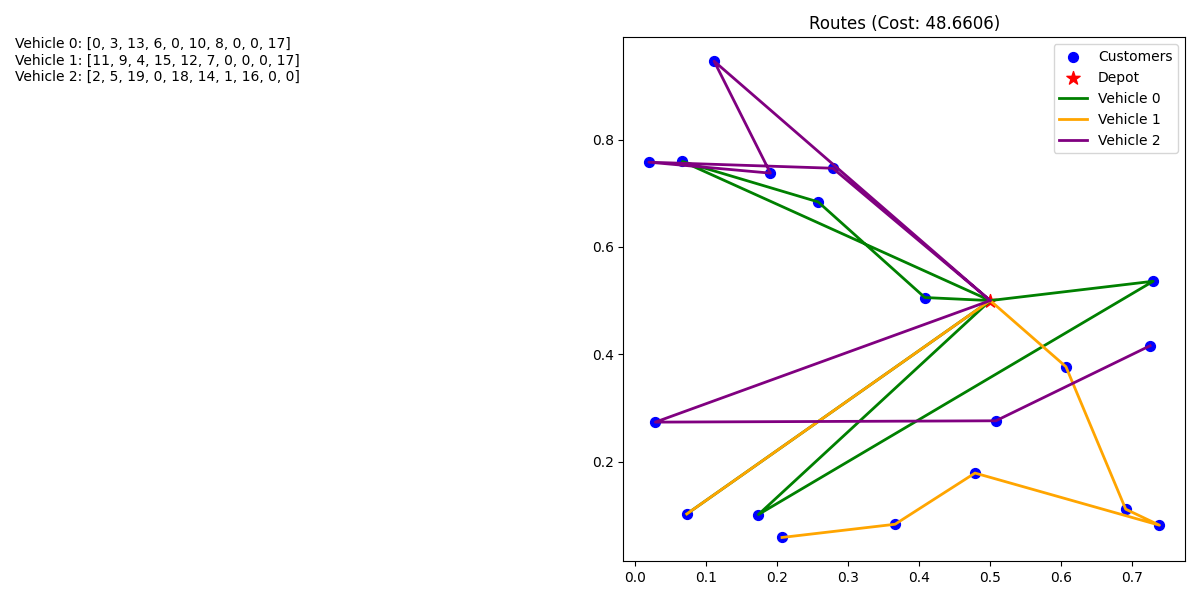 Vehicle 0: [0, 3, 13, 6, 0, 10, 8, 0, 0, 17]
Vehicle 1: [11, 9, 4, 15, 12, 7, 0, 0, 0, 17]
Vehicle 2: [2, 5, 19, 0, 18, 14, 1, 16, 0, 0]
Routes (Cost: 48.6606)
Customers
Depot
Vehicle 0
Vehicle 1
Vehicle 2
0.8
0.6
0.4
0.2
0.0 0.1 0.2 0.3 0.4 0.5 0.6 0.7